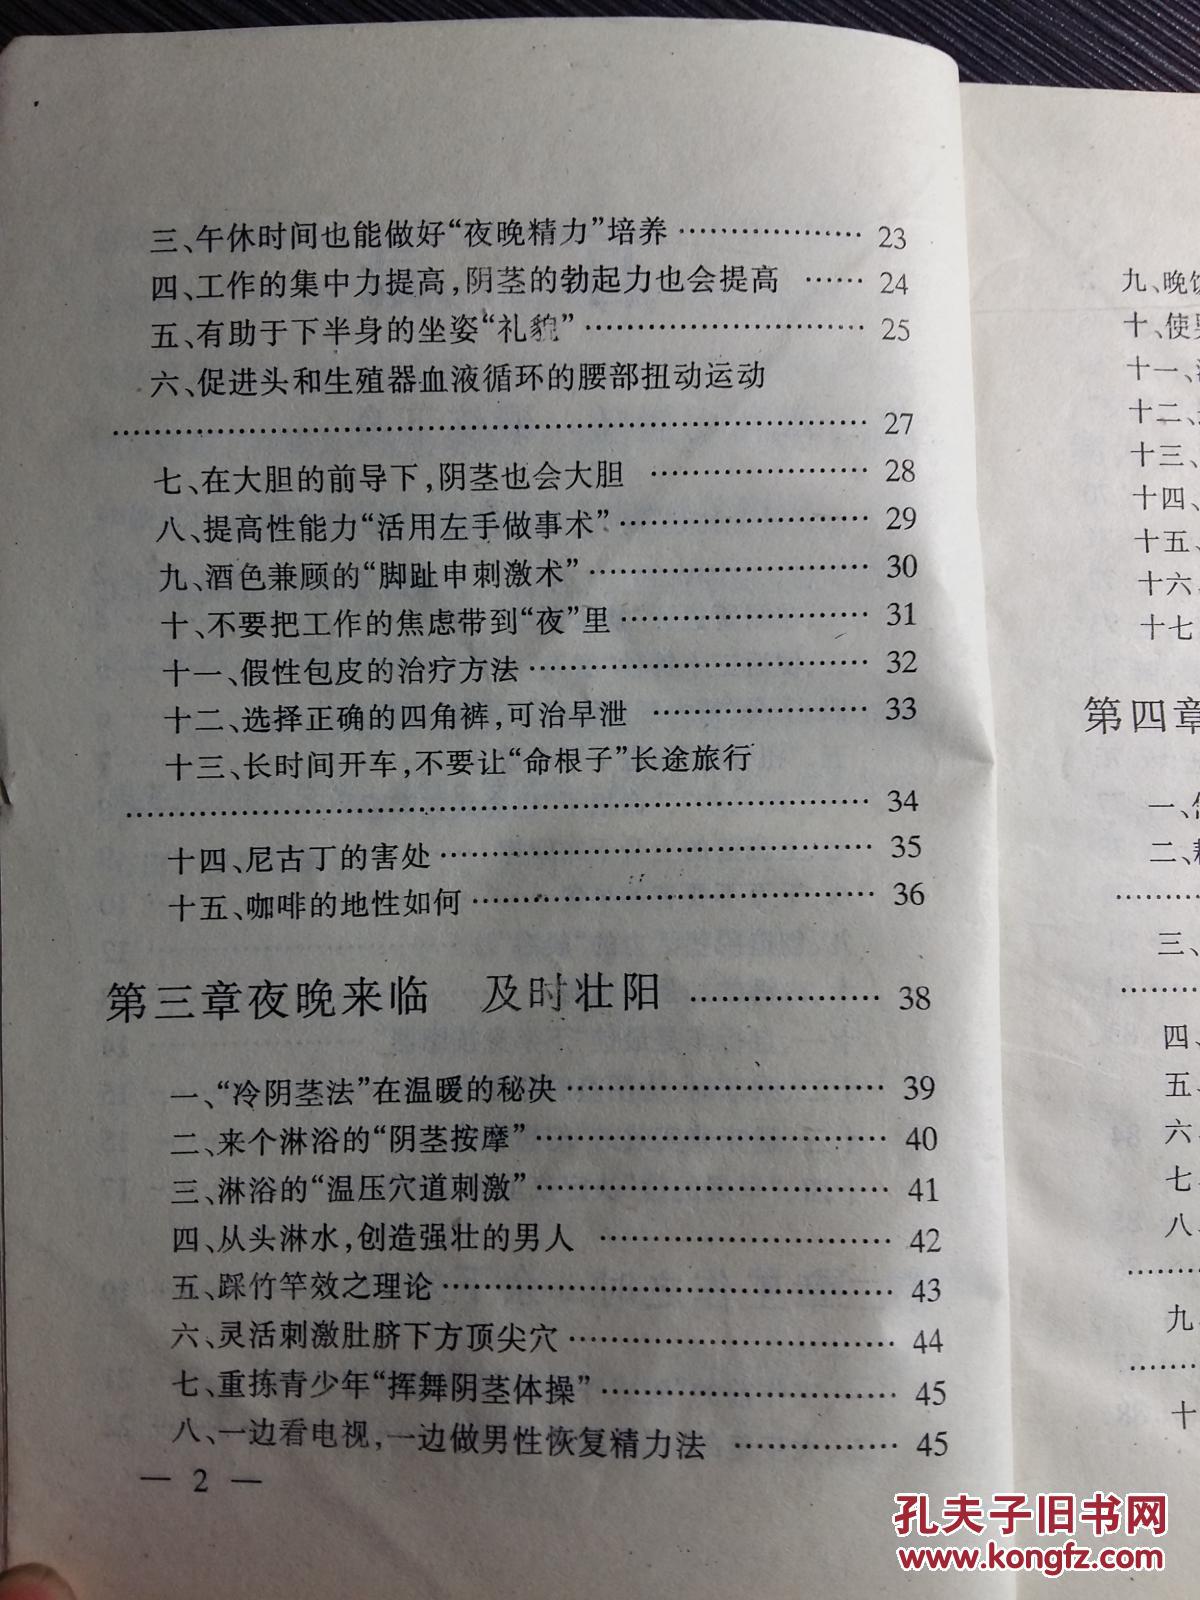 三、午休时间也能做好“夜晚精力”培养 ……………… 23
四、工作的集中力提高,阴茎的勃起力也会提高 …… 24
五、有助于下半身的坐姿“礼貌” ……………………… 25
六、促进头和生殖器血液循环的腰部扭动运动
…………………………………………………………… 27
七、在大胆的前导下,阴茎也会大胆 ………………… 28
八、提高性能力“活用左手做事术” …………………… 29
九、酒色兼顾的“脚趾申刺激术” ……………………… 30
十、不要把工作的焦虑带到“夜”里 …………………… 31
十一、假性包皮的治疗方法 …………………………… 32
十二、选择正确的四角裤,可治早泄 ………………… 33
十三、长时间开车,不要让“命根子”长途旅行
…………………………………………………………… 34
十四、尼古丁的害处 …………………………………… 35
十五、咖啡的地性如何 ………………………………… 36
第三章夜晚来临 及时壮阳 ……………… 38
一、“冷阴茎法”在温暖的秘决 ………………………… 39
二、来个淋浴的“阴茎按摩” …………………………… 40
三、淋浴的“温压穴道刺激” …………………………… 41
四、从头淋水,创造强壮的男人 ……………………… 42
五、踩竹竿效之理论 …………………………………… 43
六、灵活刺激肚脐下方顶尖穴 ………………………… 44
七、重拣青少年“挥舞阴茎体操” ……………………… 45
八、一边看电视,一边做男性恢复精力法 …………… 45
— 2 —
九、晚
十、使
十一、
十二、
十三、
十四、
十五、
十六、
十七
第四章
一、
二、
三、
四、
五、
六、
七、
八、
九、
十
孔夫子旧书网
www.kongfz.com